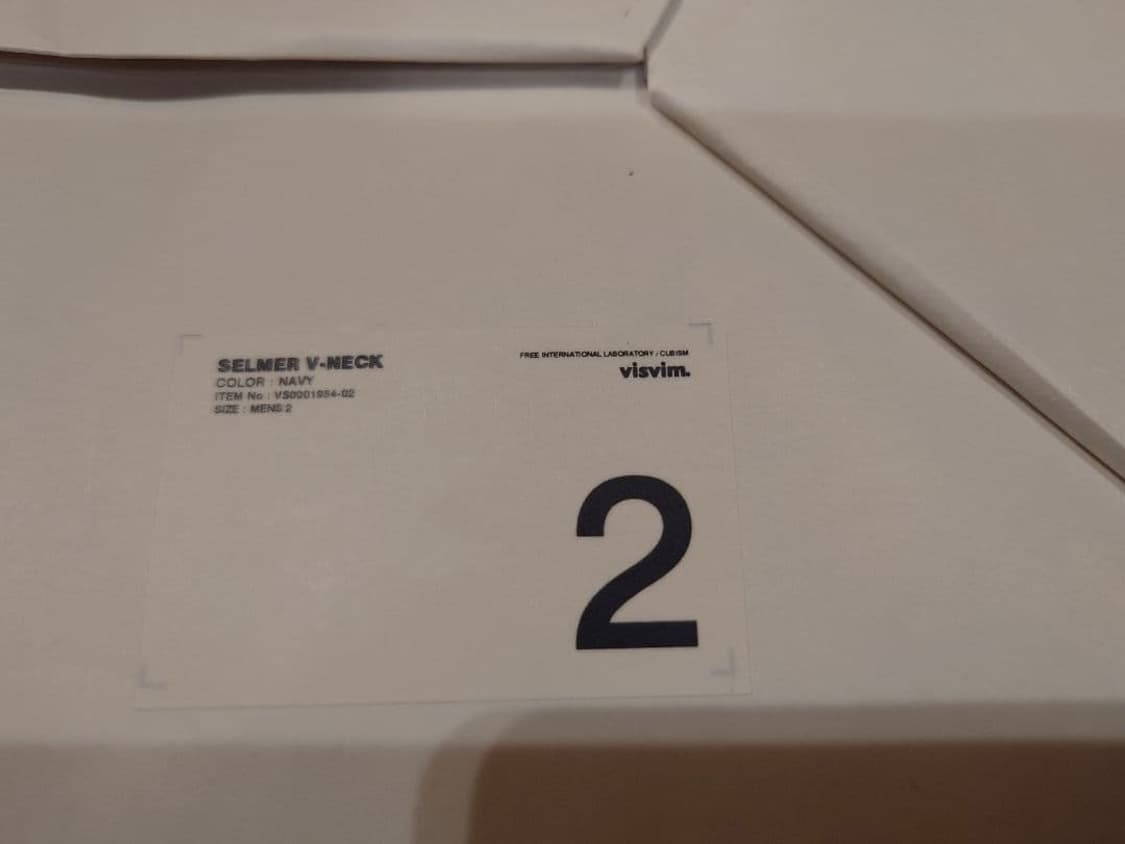 SELMER V-NECK
COLOR : NAVY
ITEM No : VS0001954-02
SIZE : MENS 2
FREE INTERNATIONAL LABORATORY / CUBISM
visvim.
2